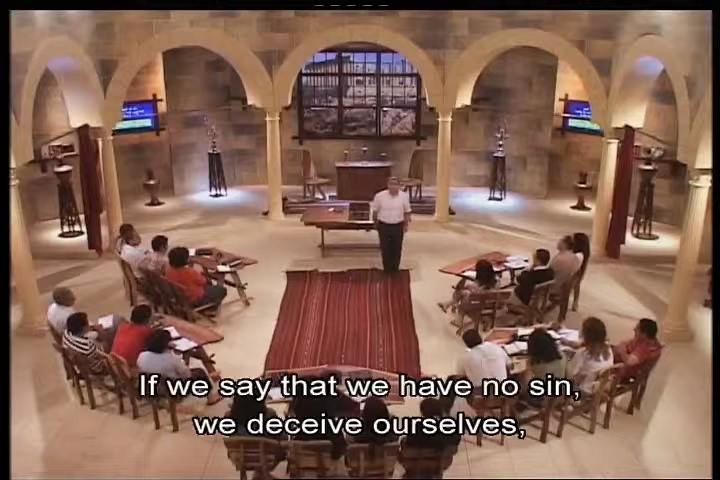 If we say that we have no sin,
we deceive ourselves,